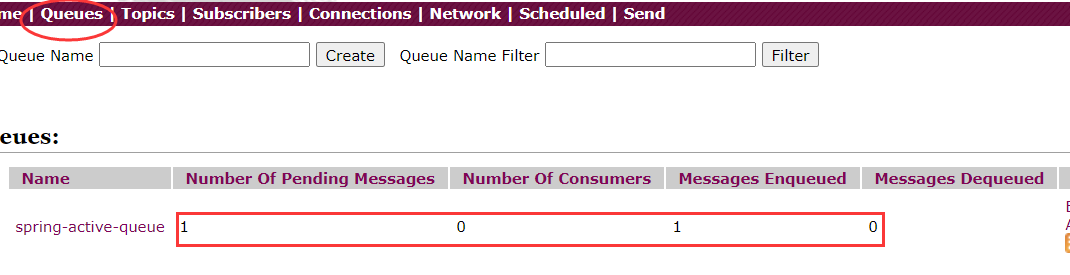 me | Queues | Topics | Subscribers | Connections | Network | Scheduled | Send
Queue Name Create Queue Name Filter Filter
eues:
Name Number Of Pending Messages Number Of Consumers Messages Enqueued Messages Dequeued
spring-active-queue 1 0 1 0